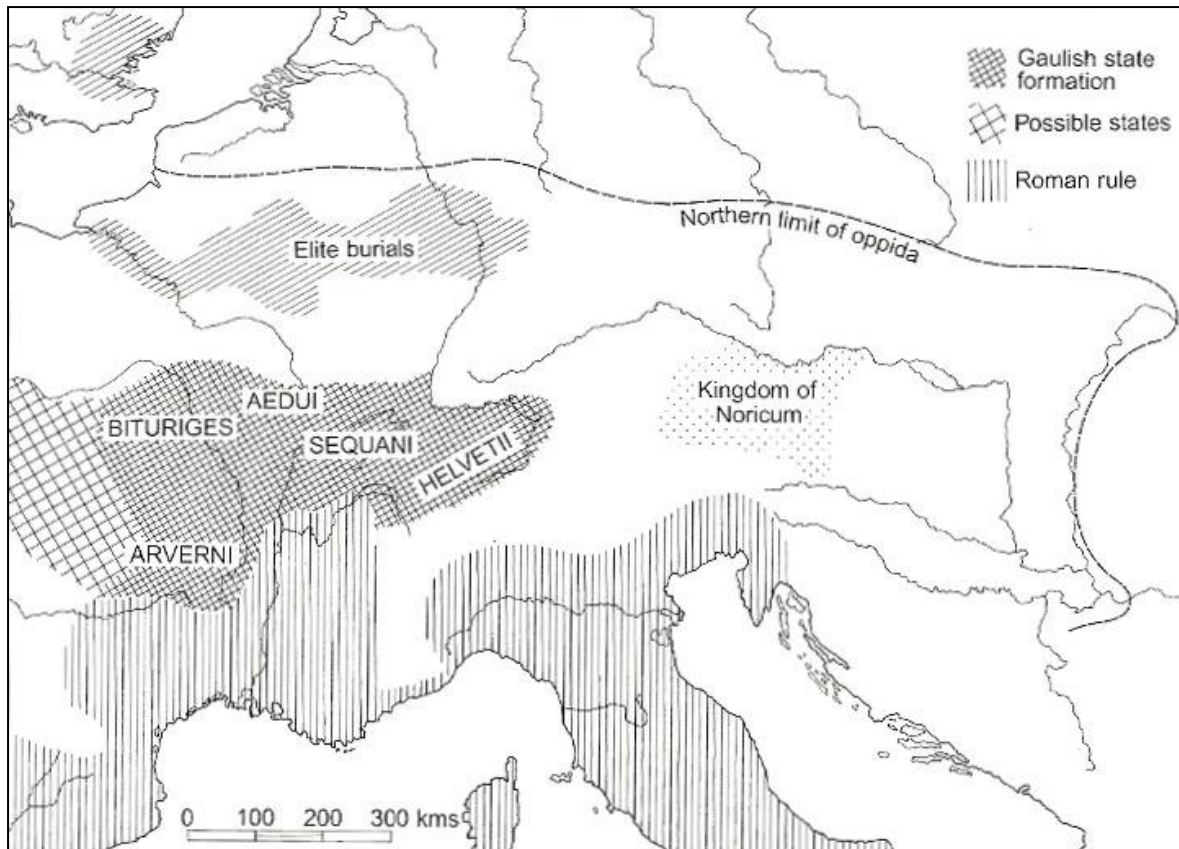 Gaulish state
formation
Possible states
Roman rule
Northern limit of oppida
Elite burials
Kingdom of
Noricum
AEDUI
BITURIGES
SEQUANI
HELVETII
ARVERNI
0 100 200 300 kms